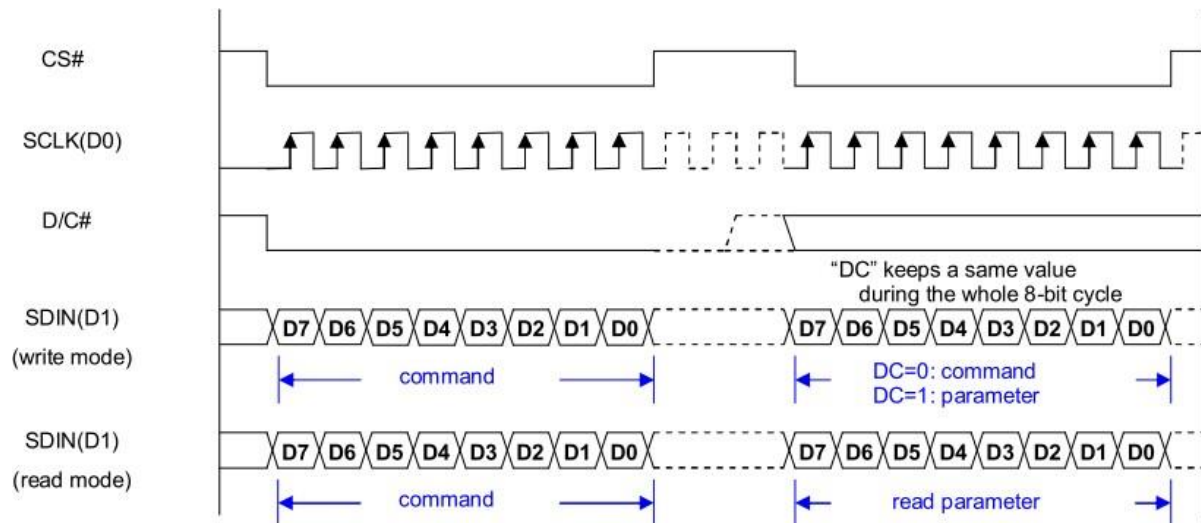 CS#
SCLK(D0)
D/C#
“DC” keeps a same value
during the whole 8-bit cycle
SDIN(D1)
(write mode)
D7 D6 D5 D4 D3 D2 D1 D0 D7 D6 D5 D4 D3 D2 D1 D0
command
DC=0: command
DC=1: parameter
SDIN(D1)
(read mode)
D7 D6 D5 D4 D3 D2 D1 D0 D7 D6 D5 D4 D3 D2 D1 D0
command
read parameter